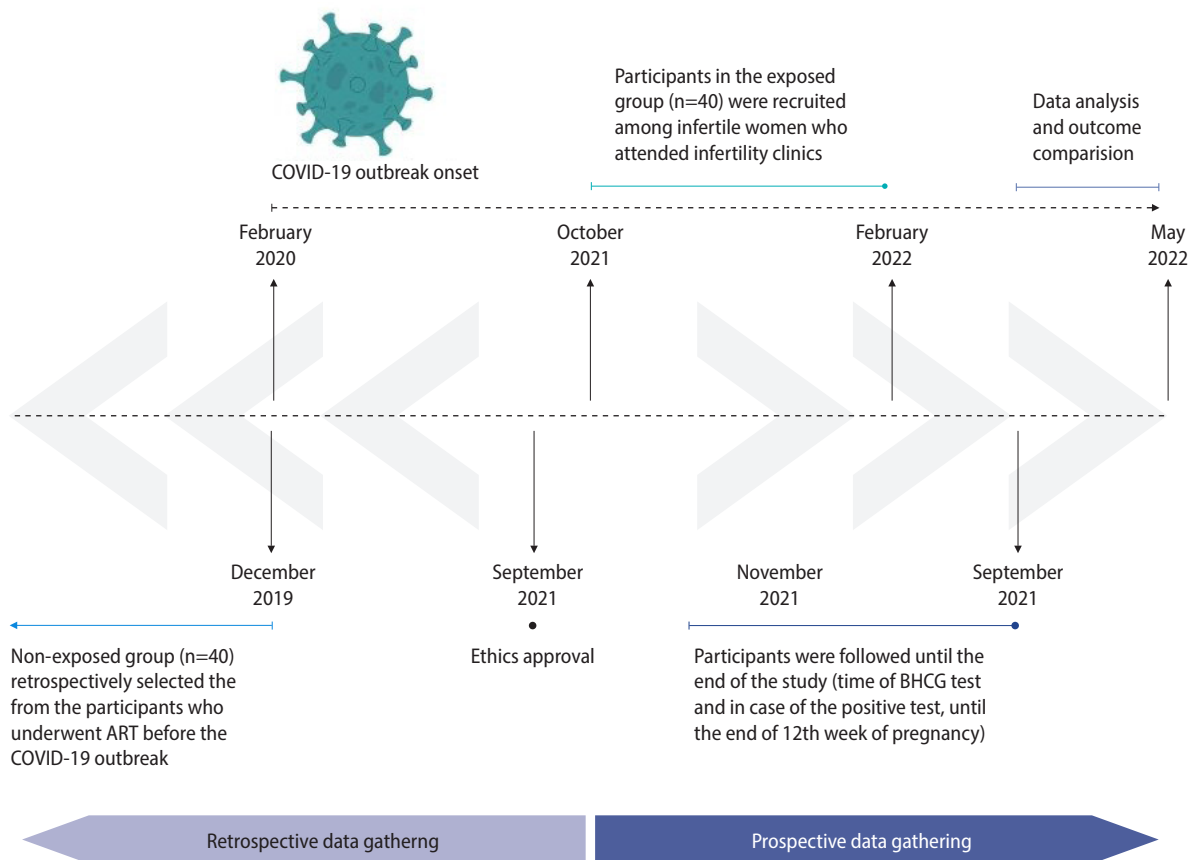 COVID-19 outbreak onset
Participants in the exposed
group (n=40) were recruited
among infertile women who
attended infertility clinics
Data analysis
and outcome
comparision
February
2020
October
2021
February
2022
May
2022
December
2019
September
2021
November
2021
September
2021
Non-exposed group (n=40)
retrospectively selected the
from the participants who
underwent ART before the
COVID-19 outbreak
Ethics approval
Participants were followed until the
end of the study (time of BHCG test
and in case of the positive test, until
the end of 12th week of pregnancy)
Retrospective data gatherng
Prospective data gathering